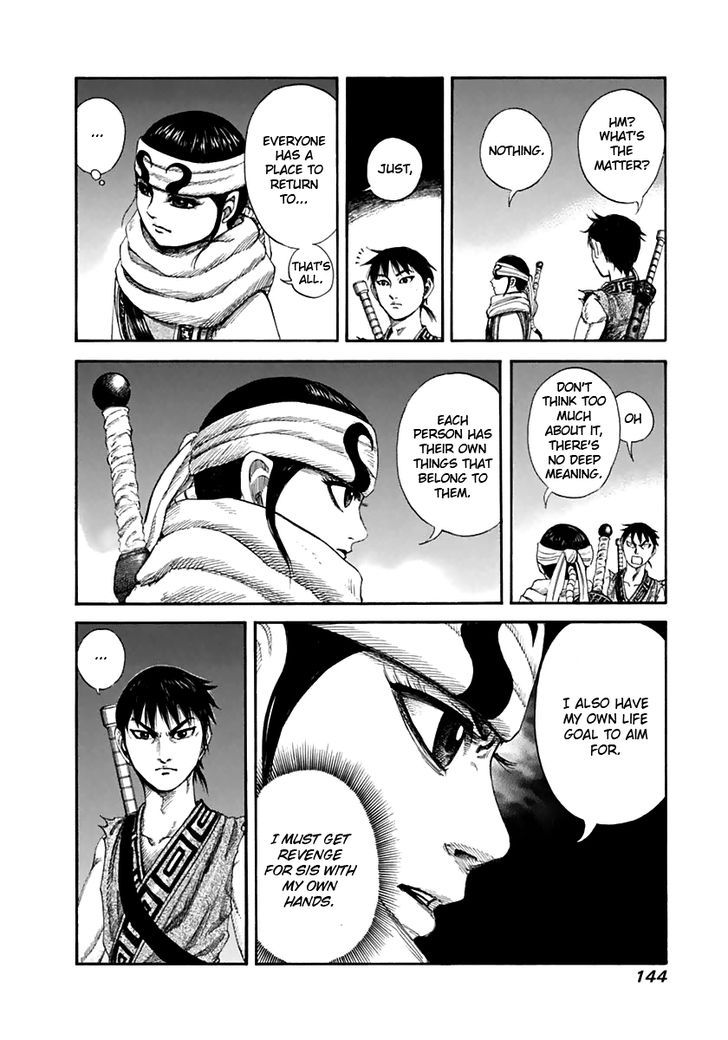 HM?
WHAT'S
THE
MATTER?
NOTHING.
JUST,
EVERYONE
HAS A
PLACE TO
RETURN
TO...
THAT'S
ALL.
...
OH
DON'T
THINK TOO
MUCH
ABOUT IT,
THERE'S
NO DEEP
MEANING.
EACH
PERSON HAS
THEIR OWN
THINGS THAT
BELONG TO
THEM.
I ALSO HAVE
MY OWN LIFE
GOAL TO AIM
FOR.
I MUST GET
REVENGE
FOR SIS WITH
MY OWN
HANDS.
...
144